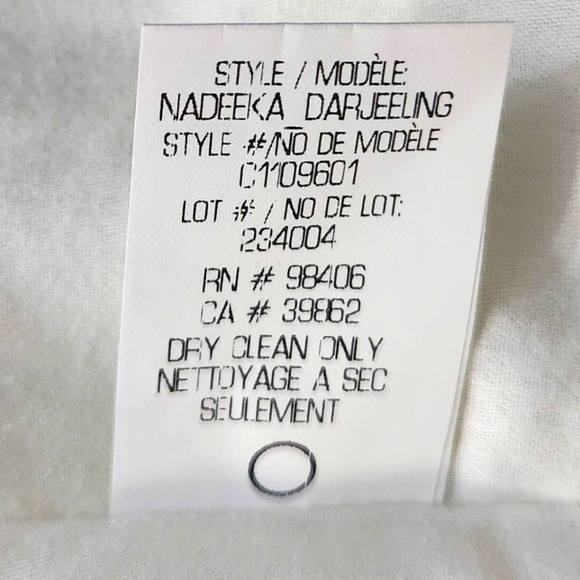 STYLE / MODÈLE:
NADEEKA DARJEELING
STYLE #/NO DE MODÈLE
C1109601
LOT # / NO DE LOT:
234004
RN # 98406
CA # 39862
DRY CLEAN ONLY
NETTOYAGE A SEC
SEULEMENT